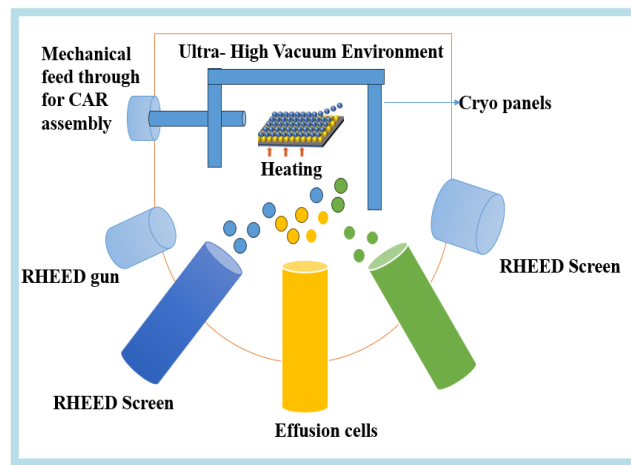 Mechanical
feed through
for CAR
assembly
Ultra- High Vacuum Environment
Cryo panels
Heating
RHEED gun
RHEED Screen
RHEED Screen
Effusion cells